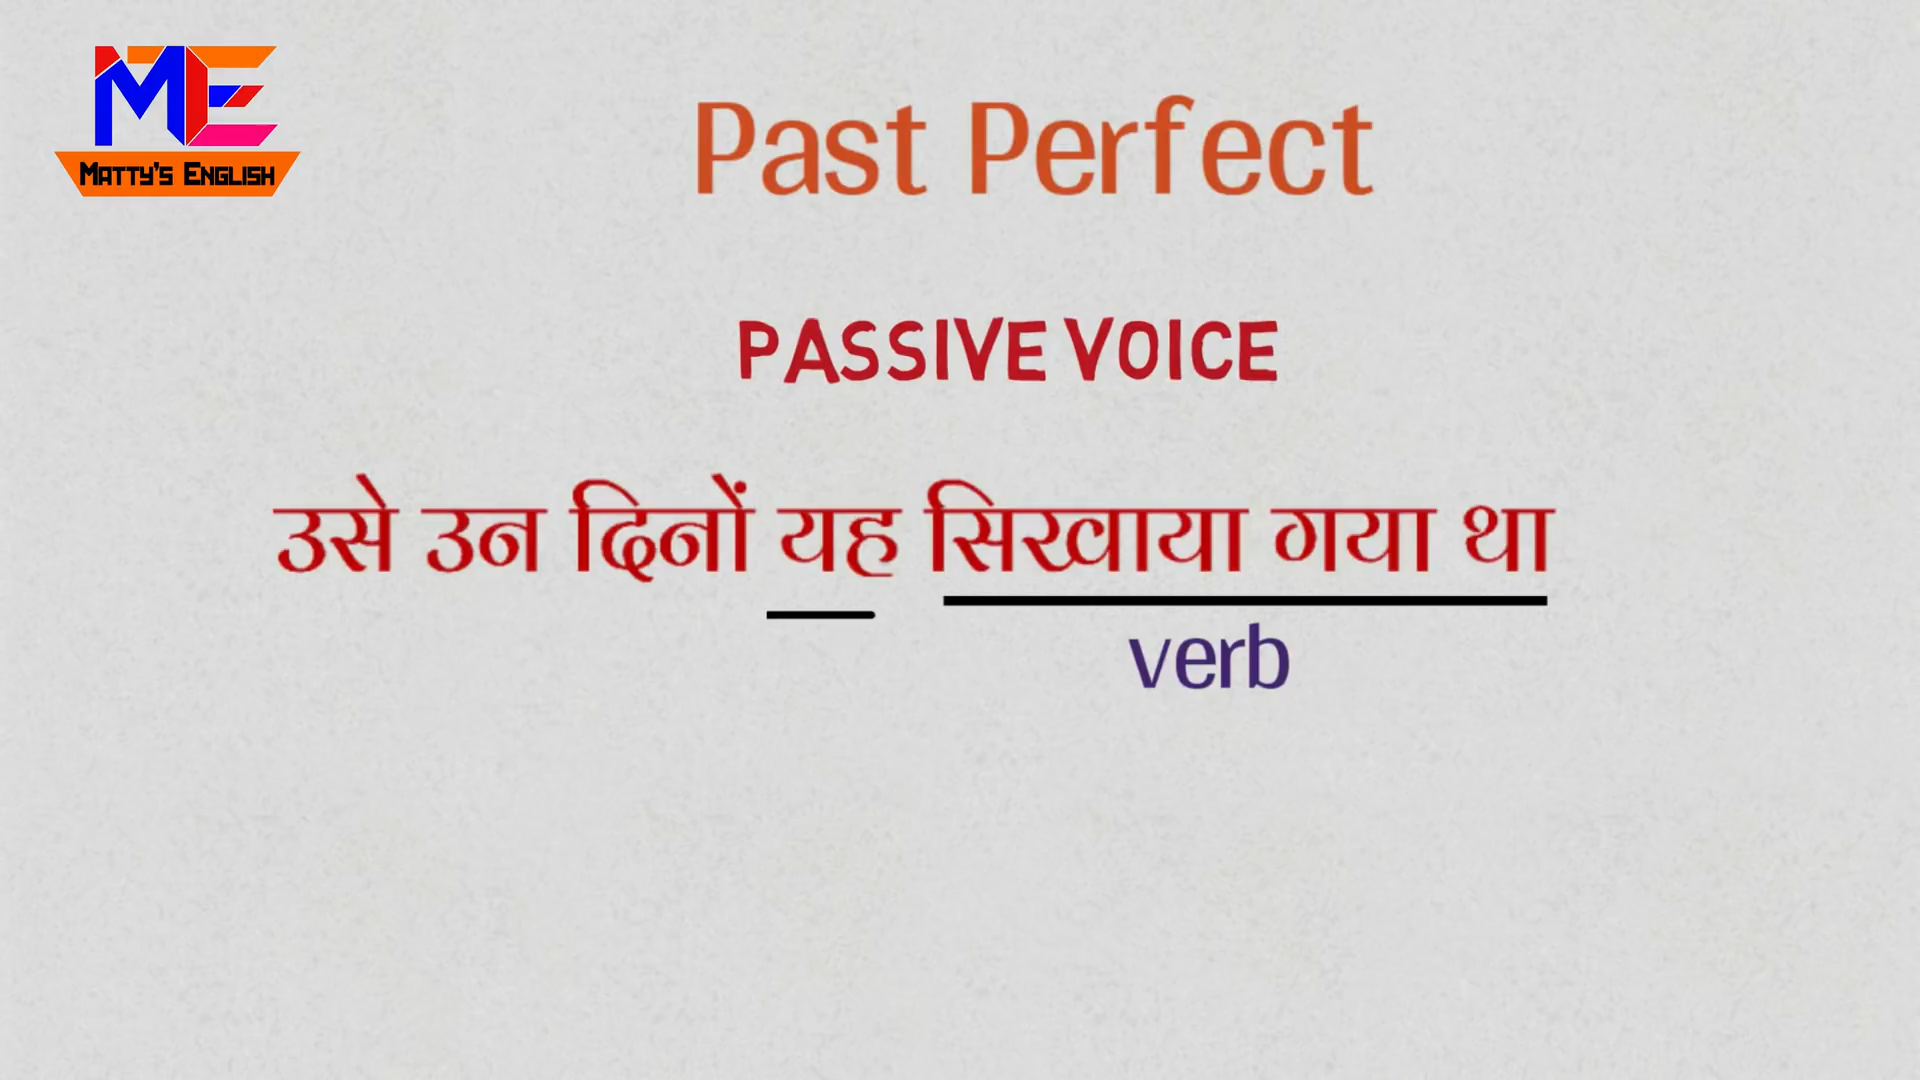 ME
Matty's English
Past Perfect
PASSIVE VOICE
उसे उन दिनों यह सिखाया गया था
verb